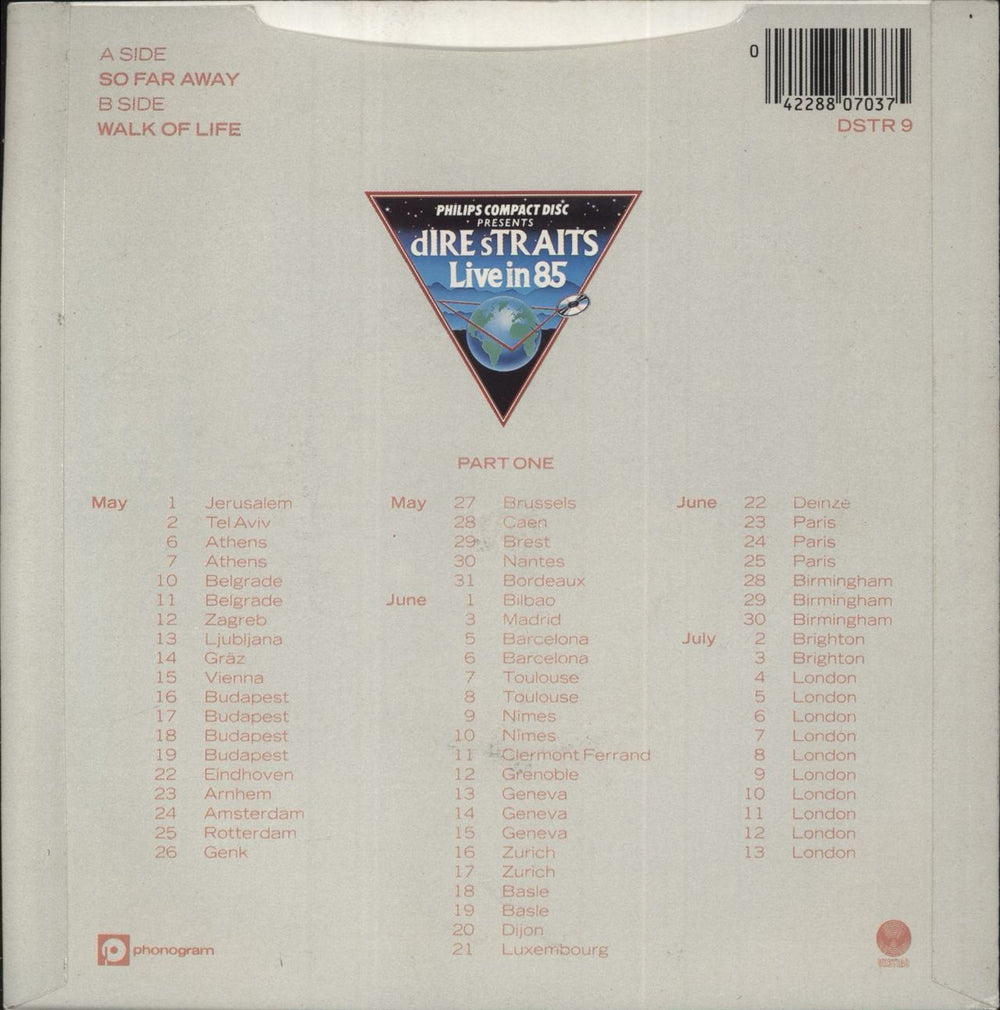 A SIDE
SO FAR AWAY
B SIDE
WALK OF LIFE
0 42288 07037
DSTR 9
PHILIPS COMPACT DISC
PRESENTS
dIRE sTRAITS
Live in 85
PART ONE
May 1 Jerusalem
2 Tel Aviv
6 Athens
7 Athens
10 Belgrade
11 Belgrade
12 Zagreb
13 Ljubljana
14 Gräz
15 Vienna
16 Budapest
17 Budapest
18 Budapest
19 Budapest
22 Eindhoven
23 Arnhem
24 Amsterdam
25 Rotterdam
26 Genk
May 27 Brussels
28 Caen
29 Brest
30 Nantes
31 Bordeaux
June 1 Bilbao
3 Madrid
5 Barcelona
6 Barcelona
7 Toulouse
8 Toulouse
9 Nîmes
10 Nîmes
11 Clermont Ferrand
12 Grenoble
13 Geneva
14 Geneva
15 Geneva
16 Zurich
17 Zurich
18 Basle
19 Basle
20 Dijon
21 Luxembourg
June 22 Deinze
23 Paris
24 Paris
25 Paris
28 Birmingham
29 Birmingham
30 Birmingham
July 2 Brighton
3 Brighton
4 London
5 London
6 London
7 London
8 London
9 London
10 London
11 London
12 London
13 London
phonogram